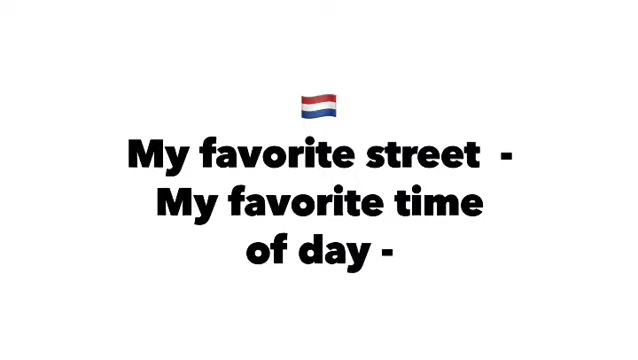 🇳🇱
My favorite street -
My favorite time
of day -